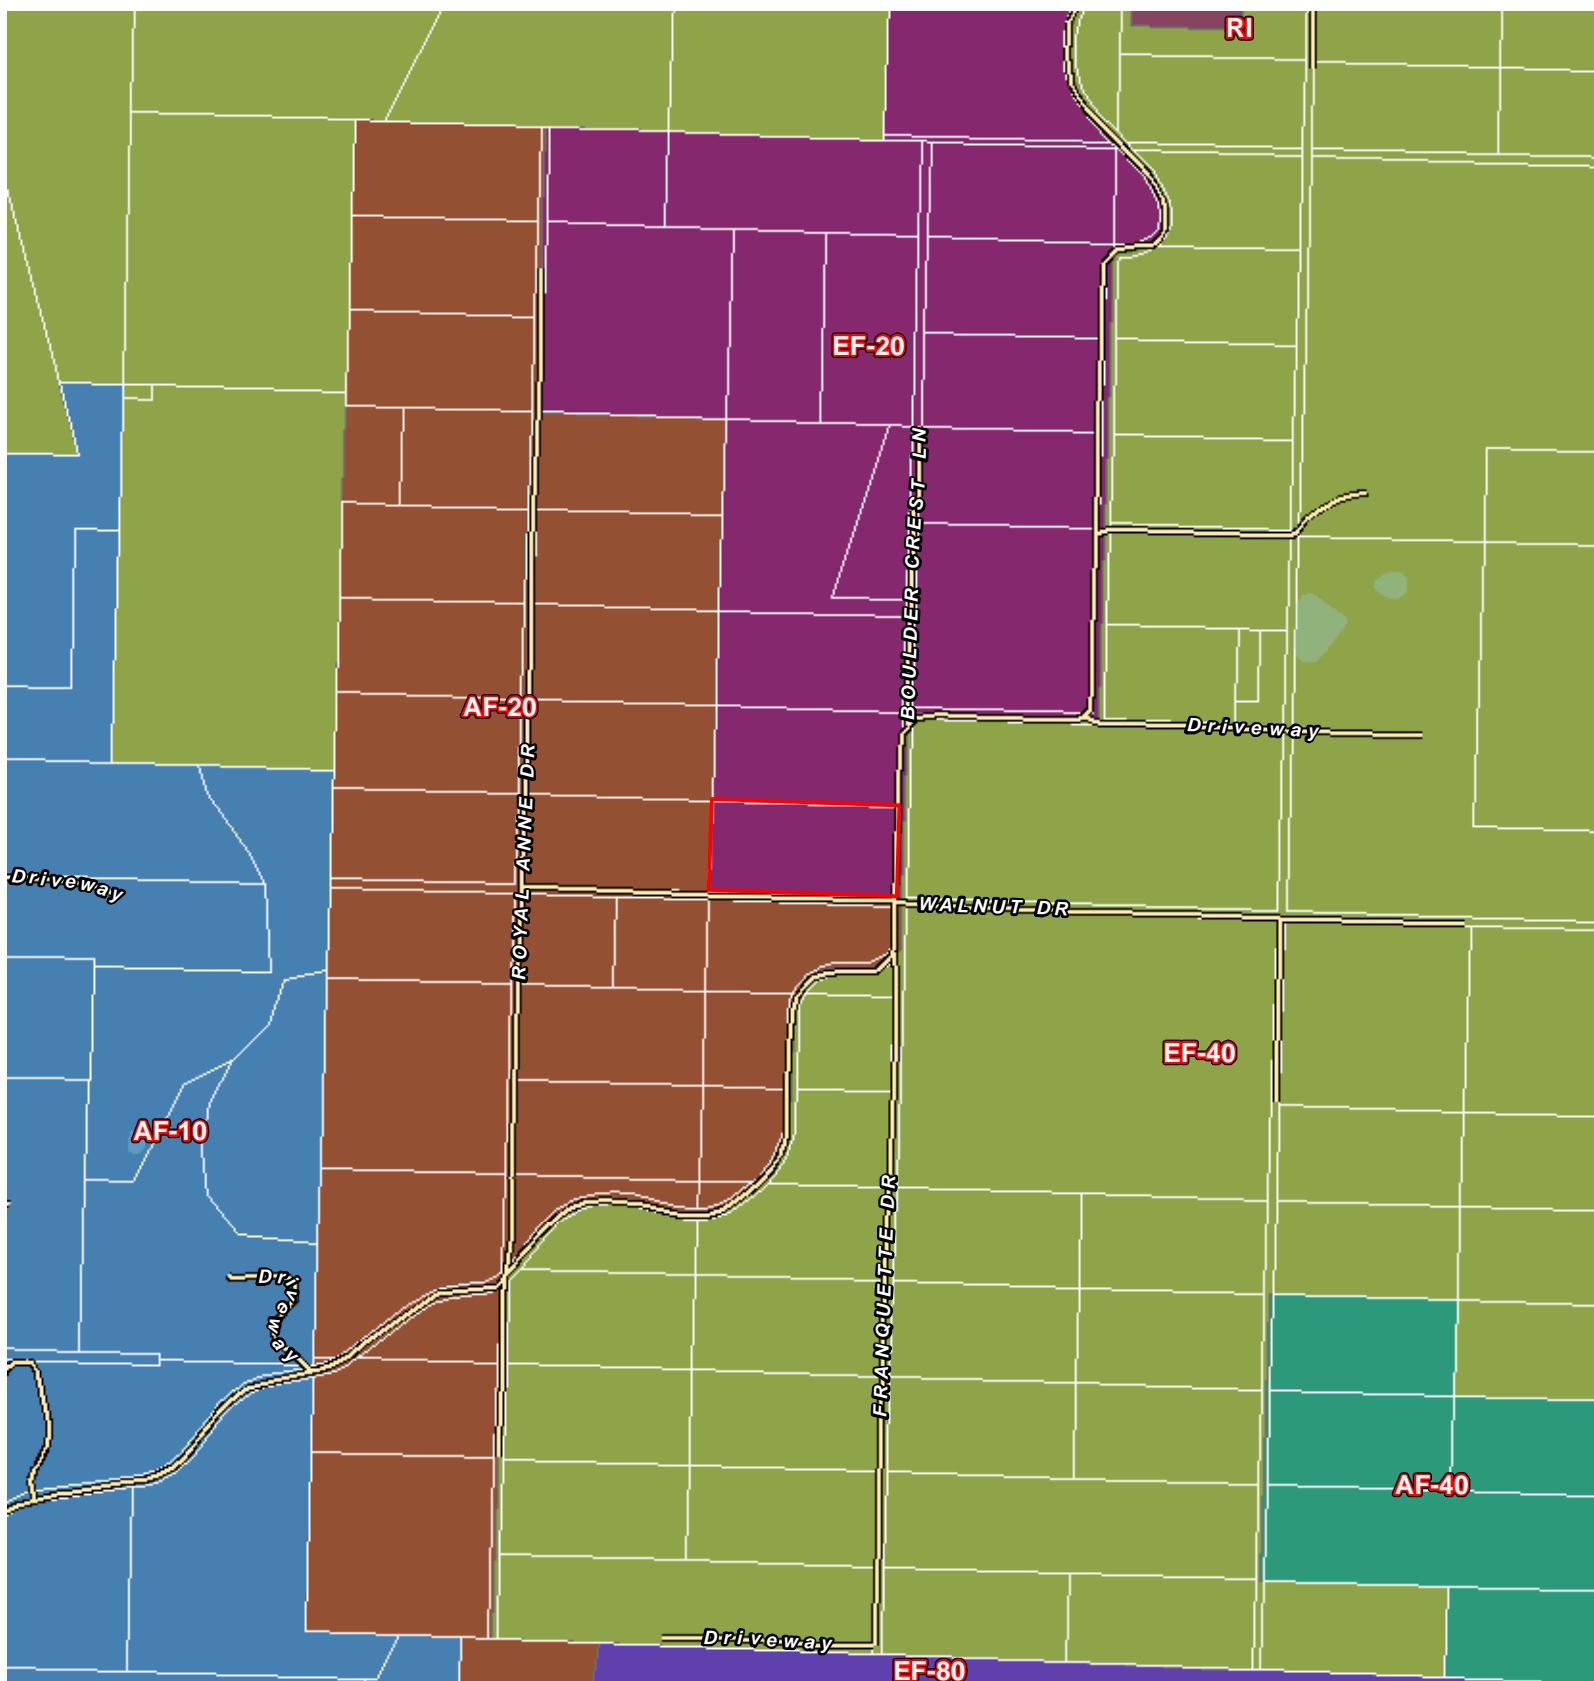 RI
EF-20
BOULDER CREST LN
AF-20
Driveway
ROYAL ANNE DR
Driveway
WALNUT DR
EF-40
AF-10
FRANQUETTE DR
Driveway
AF-40
Driveway
EF-80